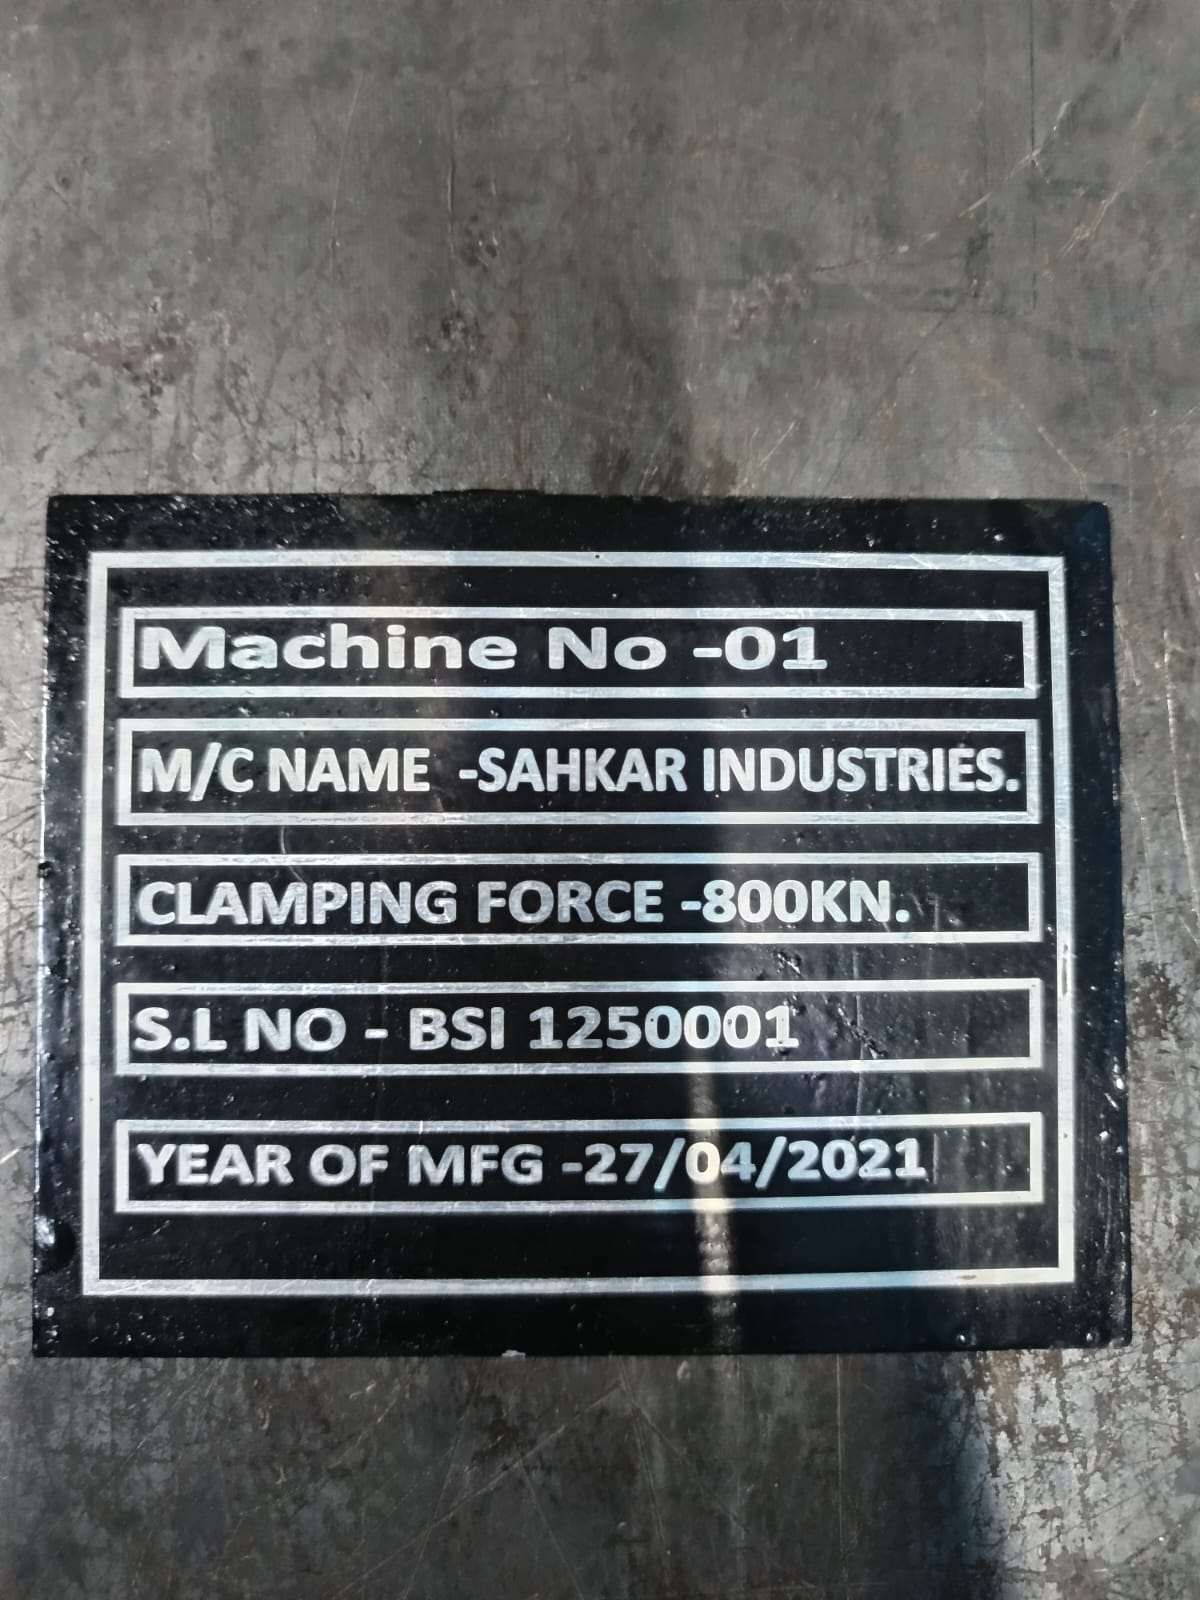 Machine No -01
M/C NAME -SAHKAR INDUSTRIES.
CLAMPING FORCE -800KN.
S.L NO - BSI 1250001
YEAR OF MFG -27/04/2021